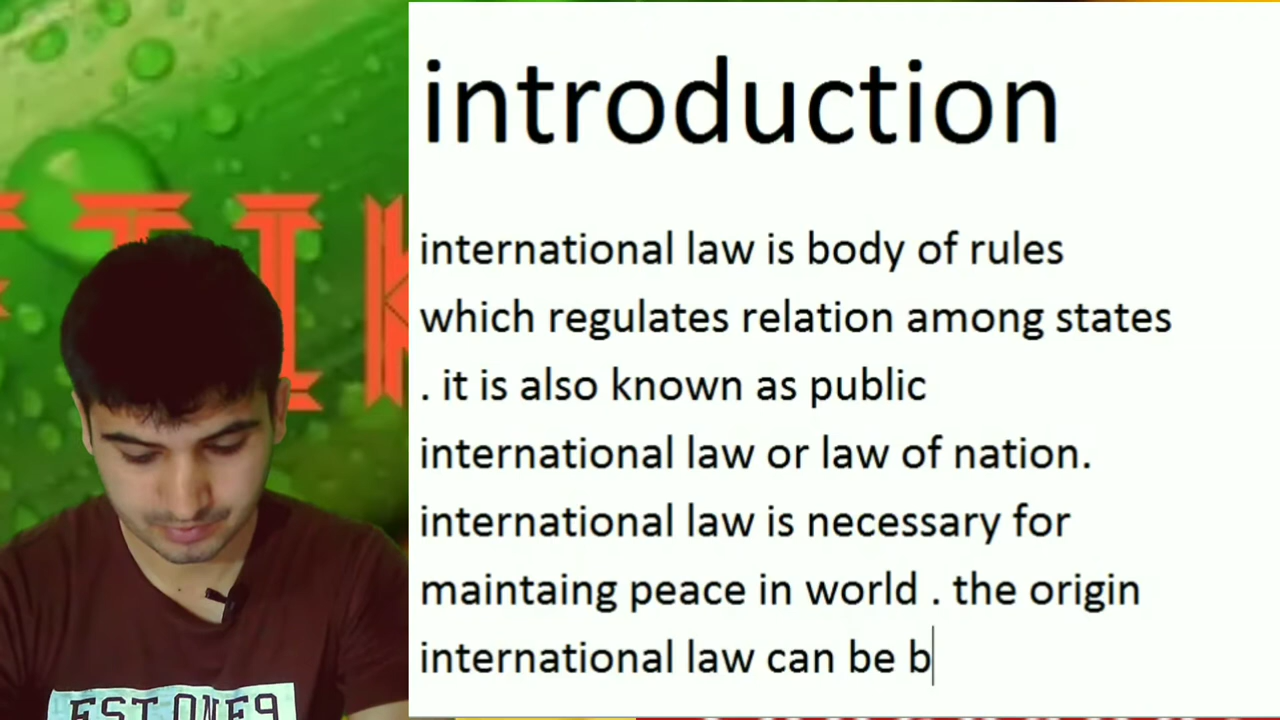 introduction
international law is body of rules
which regulates relation among states
. it is also known as public
international law or law of nation.
international law is necessary for
maintaing peace in world . the origin
international law can be b